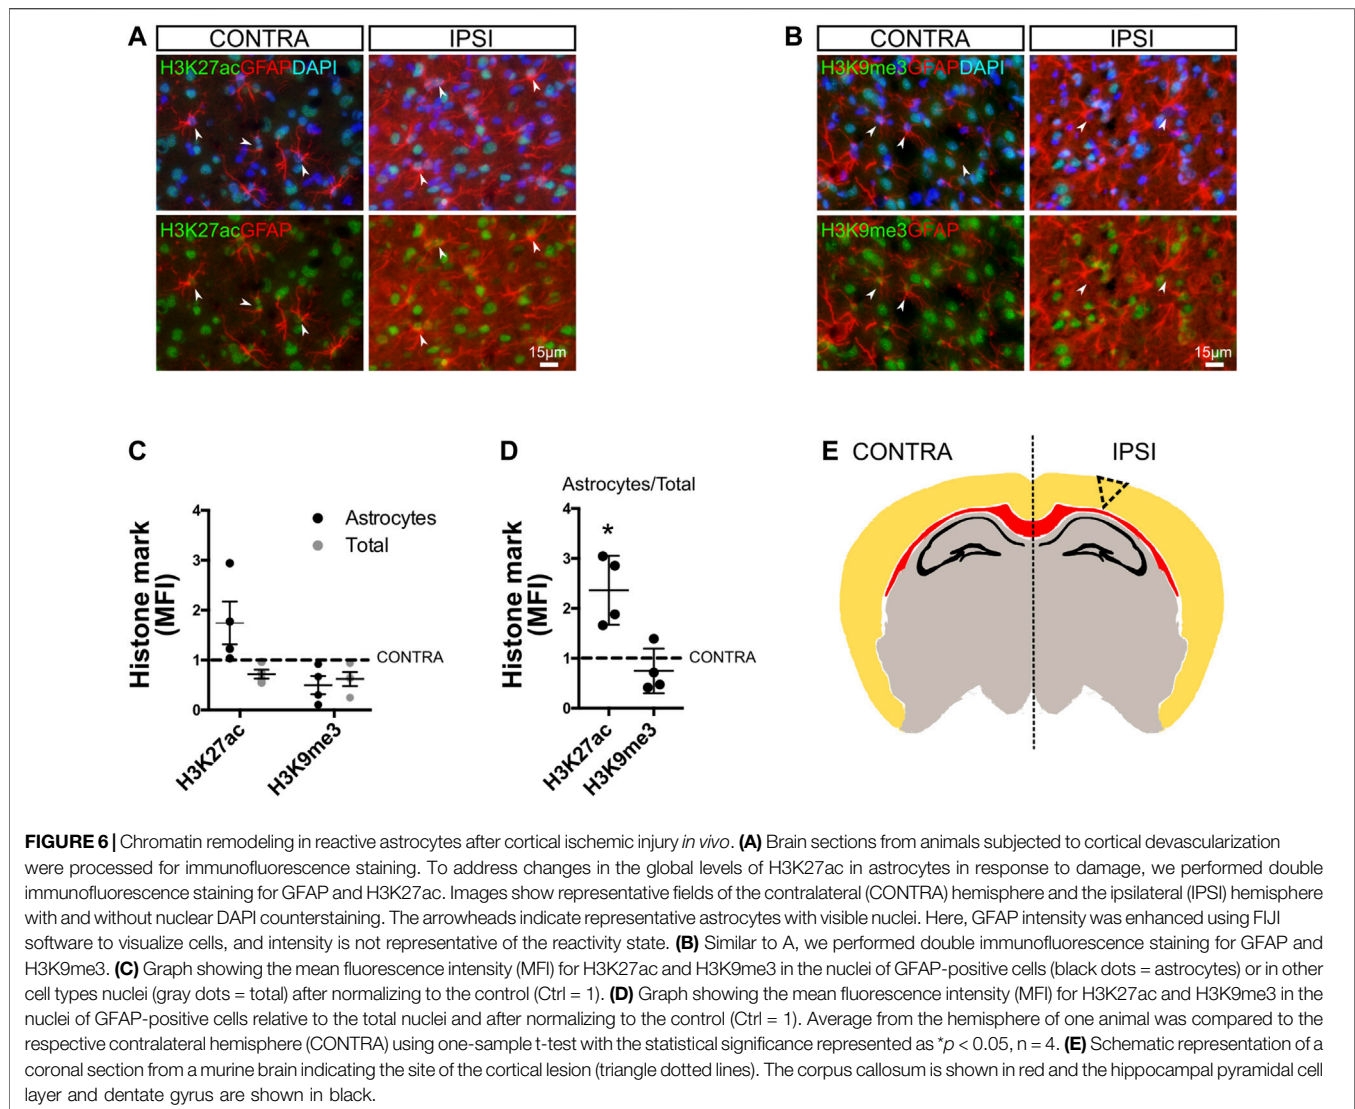 A
CONTRA
IPSI
H3K27acGFAPDAPI
H3K27acGFAP
15μm
B
CONTRA
IPSI
H3K9me3GFAPDAPI
H3K9me3GFAP
15μm
C
Histone mark
(MFI)
4
3
2
1
0
Astrocytes
Total
CONTRA
H3K27ac
H3K9me3
D
Astrocytes/Total
Histone mark
(MFI)
4
3
2
1
0
*
CONTRA
H3K27ac
H3K9me3
E
CONTRA
IPSI
FIGURE 6 | Chromatin remodeling in reactive astrocytes after cortical ischemic injury in vivo. (A) Brain sections from animals subjected to cortical devascularization
were processed for immunofluorescence staining. To address changes in the global levels of H3K27ac in astrocytes in response to damage, we performed double
immunofluorescence staining for GFAP and H3K27ac. Images show representative fields of the contralateral (CONTRA) hemisphere and the ipsilateral (IPSI) hemisphere
with and without nuclear DAPI counterstaining. The arrowheads indicate representative astrocytes with visible nuclei. Here, GFAP intensity was enhanced using FIJI
software to visualize cells, and intensity is not representative of the reactivity state. (B) Similar to A, we performed double immunofluorescence staining for GFAP and
H3K9me3. (C) Graph showing the mean fluorescence intensity (MFI) for H3K27ac and H3K9me3 in the nuclei of GFAP-positive cells (black dots = astrocytes) or in other
cell types nuclei (gray dots = total) after normalizing to the control (Ctrl = 1). (D) Graph showing the mean fluorescence intensity (MFI) for H3K27ac and H3K9me3 in the
nuclei of GFAP-positive cells relative to the total nuclei and after normalizing to the control (Ctrl = 1). Average from the hemisphere of one animal was compared to the
respective contralateral hemisphere (CONTRA) using one-sample t-test with the statistical significance represented as *p < 0.05, n = 4. (E) Schematic representation of a
coronal section from a murine brain indicating the site of the cortical lesion (triangle dotted lines). The corpus callosum is shown in red and the hippocampal pyramidal cell
layer and dentate gyrus are shown in black.